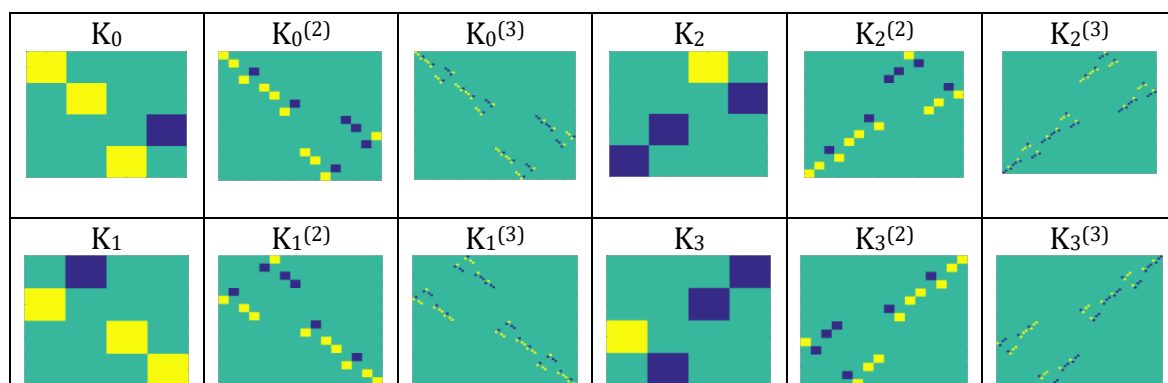 K₀ K₀⁽²⁾ K₀⁽³⁾ K₂ K₂⁽²⁾ K₂⁽³⁾
K₁ K₁⁽²⁾ K₁⁽³⁾ K₃ K₃⁽²⁾ K₃⁽³⁾